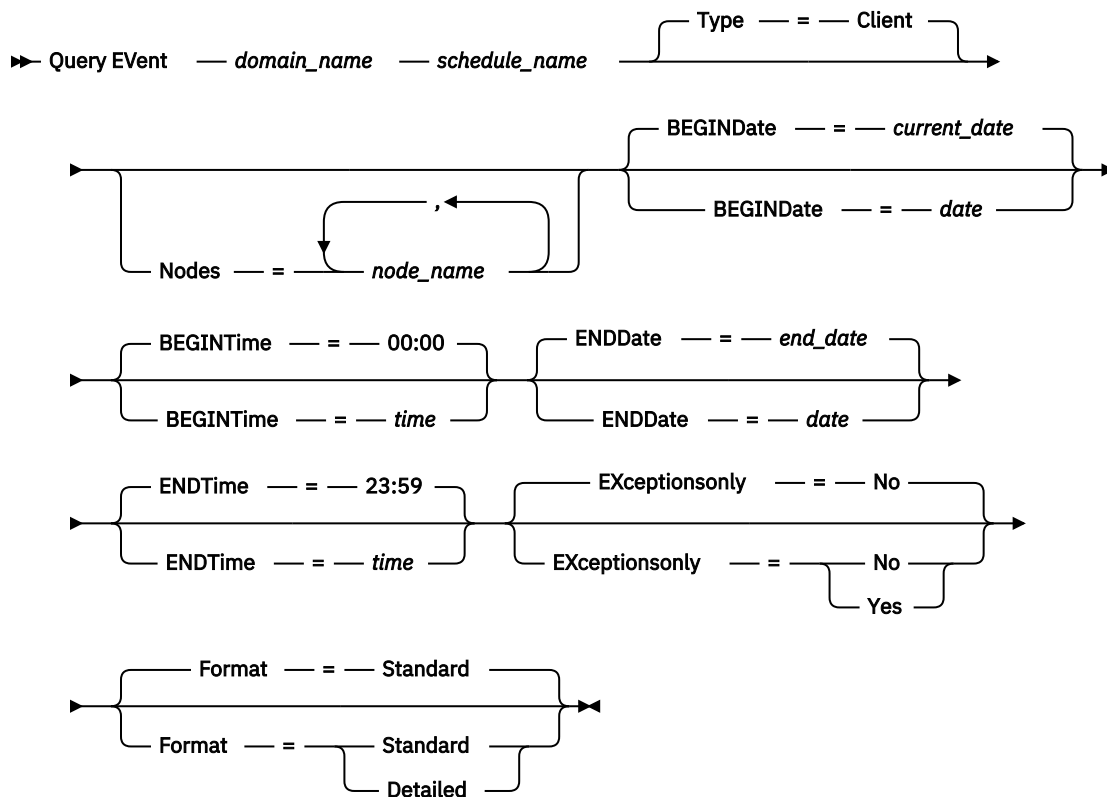 Type = Client
Query EVent domain_name schedule_name
BEGINDate = current_date
BEGINDate = date
,
Nodes = node_name
BEGINTime = 00:00 ENDDate = end_date
BEGINTime = time ENDDate = date
ENDTime = 23:59 EXceptionsonly = No
ENDTime = time EXceptionsonly = No
Yes
Format = Standard
Format = Standard
Detailed